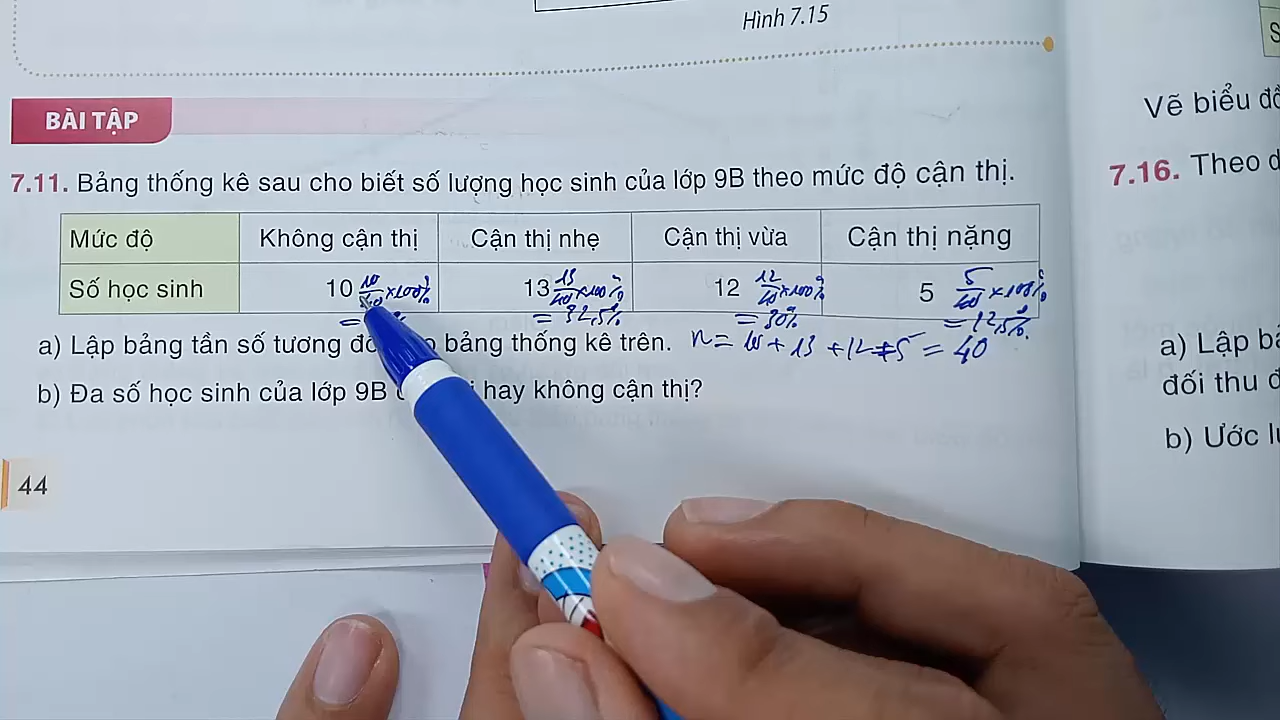 Hình 7.15
BÀI TẬP
7.11. Bảng thống kê sau cho biết số lượng học sinh của lớp 9B theo mức độ cận thị.
Mức độ Không cận thị Cận thị nhẹ Cận thị vừa Cận thị nặng
Số học sinh 10 10/40 ×100% 13 13/40 ×100% 12 12/40 ×100% 5 5/40 ×100%
= % = 32,5% = 30% = 12,5%
a) Lập bảng tần số tương đối bảng thống kê trên. n = 10 + 13 + 12 + 5 = 40
b) Đa số học sinh của lớp 9B hay không cận thị?
44
S
Vẽ biểu đồ
7.16. Theo
a) Lập
đối thu
b) Ước